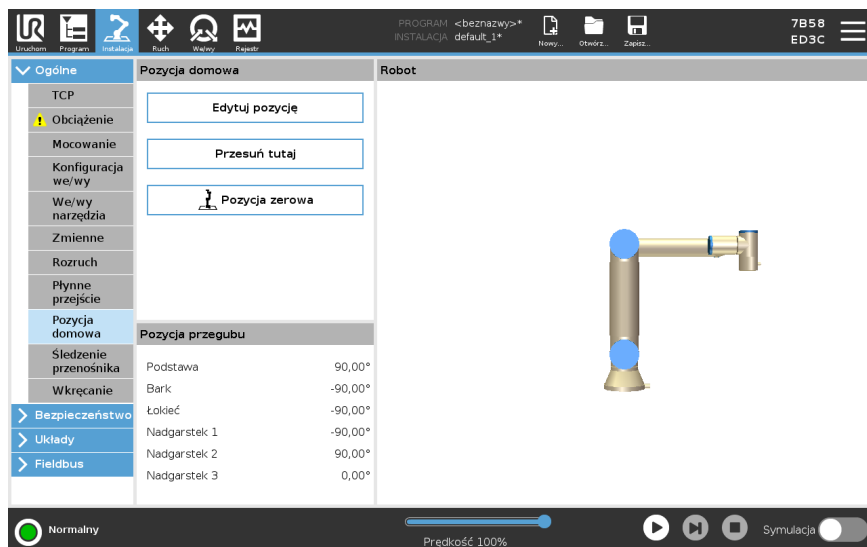 PROGRAM <beznazwy>*
INSTALACJA default_1*
7B58
ED3C
Uruchom Program Instalacja Ruch We/wy Rejestr
Nowy... Otwórz... Zapisz...
Ogólne
TCP
Obciążenie
Mocowanie
Konfiguracja
we/wy
We/wy
narzędzia
Zmienne
Rozruch
Płynne
przejście
Pozycja
domowa
Śledzenie
przenośnika
Wkręcanie
Bezpieczeństwo
Układy
Fieldbus
Pozycja domowa
Edytuj pozycję
Przesuń tutaj
Pozycja zerowa
Pozycja przegubu
Podstawa 90,00°
Bark -90,00°
Łokieć -90,00°
Nadgarstek 1 -90,00°
Nadgarstek 2 90,00°
Nadgarstek 3 0,00°
Robot
Normalny
Prędkość 100%
Symulacja